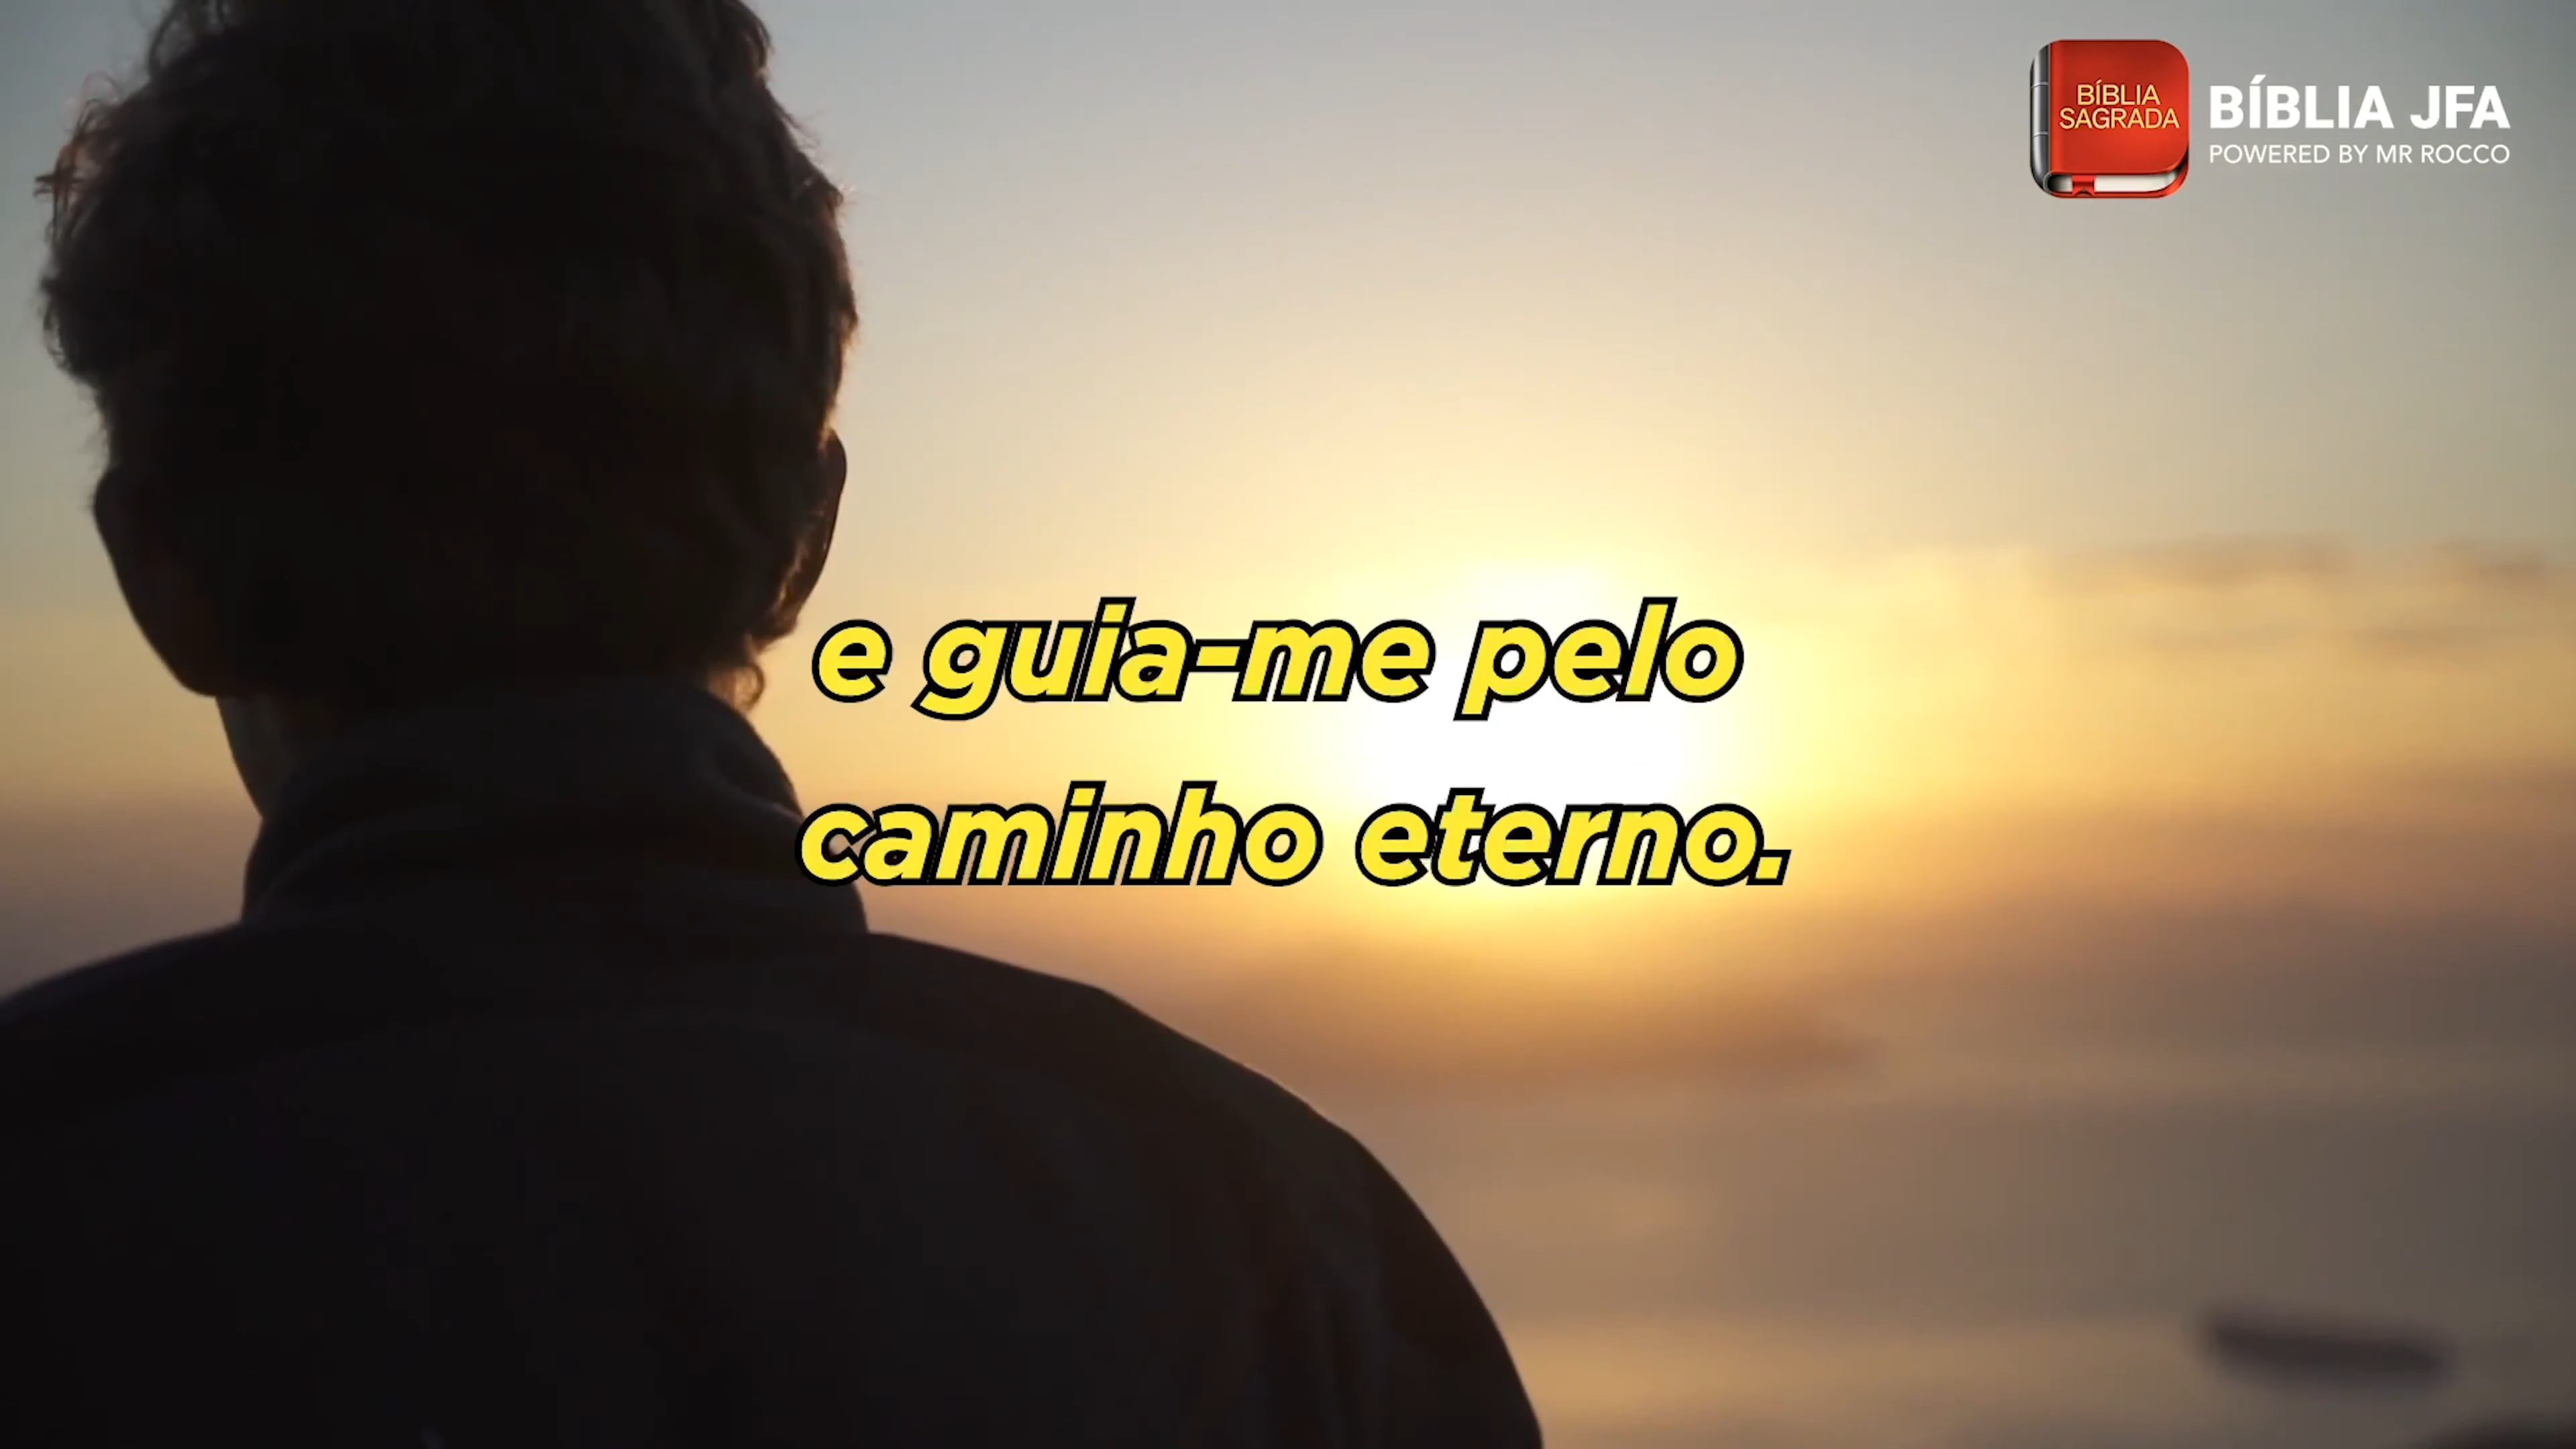 BÍBLIA
SAGRADA
BÍBLIA JFA
POWERED BY MR ROCCO
e guia-me pelo
caminho eterno.